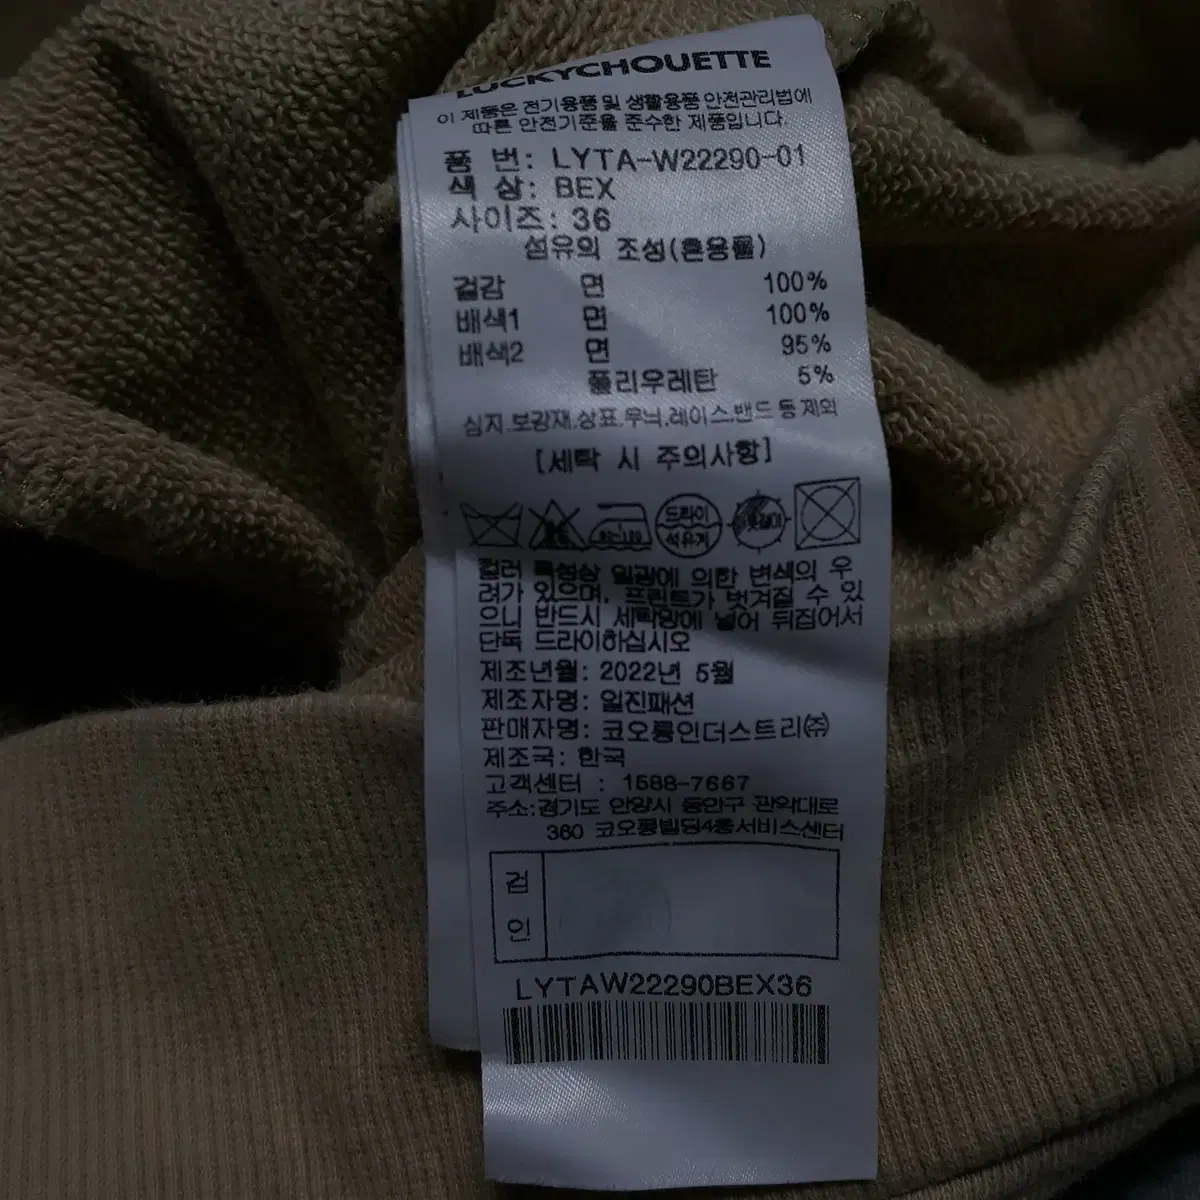 LUCKYCHOUETTE
이 제품은 전기용품 및 생활용품 안전관리법에
따른 안전기준을 준수한 제품입니다.
품 번: LYTA-W22290-01
색 상: BEX
사이즈: 36
섬유의 조성(혼용률)
겉감 면 100%
배색1 면 100%
배색2 면 95%
폴리우레탄 5%
심지.보강재.상표.무늬.레이스.밴드 등 제외
[세탁 시 주의사항]
드라이
석유계
컬러 특성상 일광에 의한 변색의 우
려가 있으며, 프린트가 벗겨질 수 있
으니 반드시 세탁망에 넣어 뒤집어서
단독 드라이하십시오
제조년월: 2022년 5월
제조자명: 일진패션
판매자명: 코오롱인더스트리㈜
제조국: 한국
고객센터 : 1588-7667
주소:경기도 안양시 동안구 관악대로
360 코오롱빌딩4층서비스센터
검
인
LYTAW22290BEX36